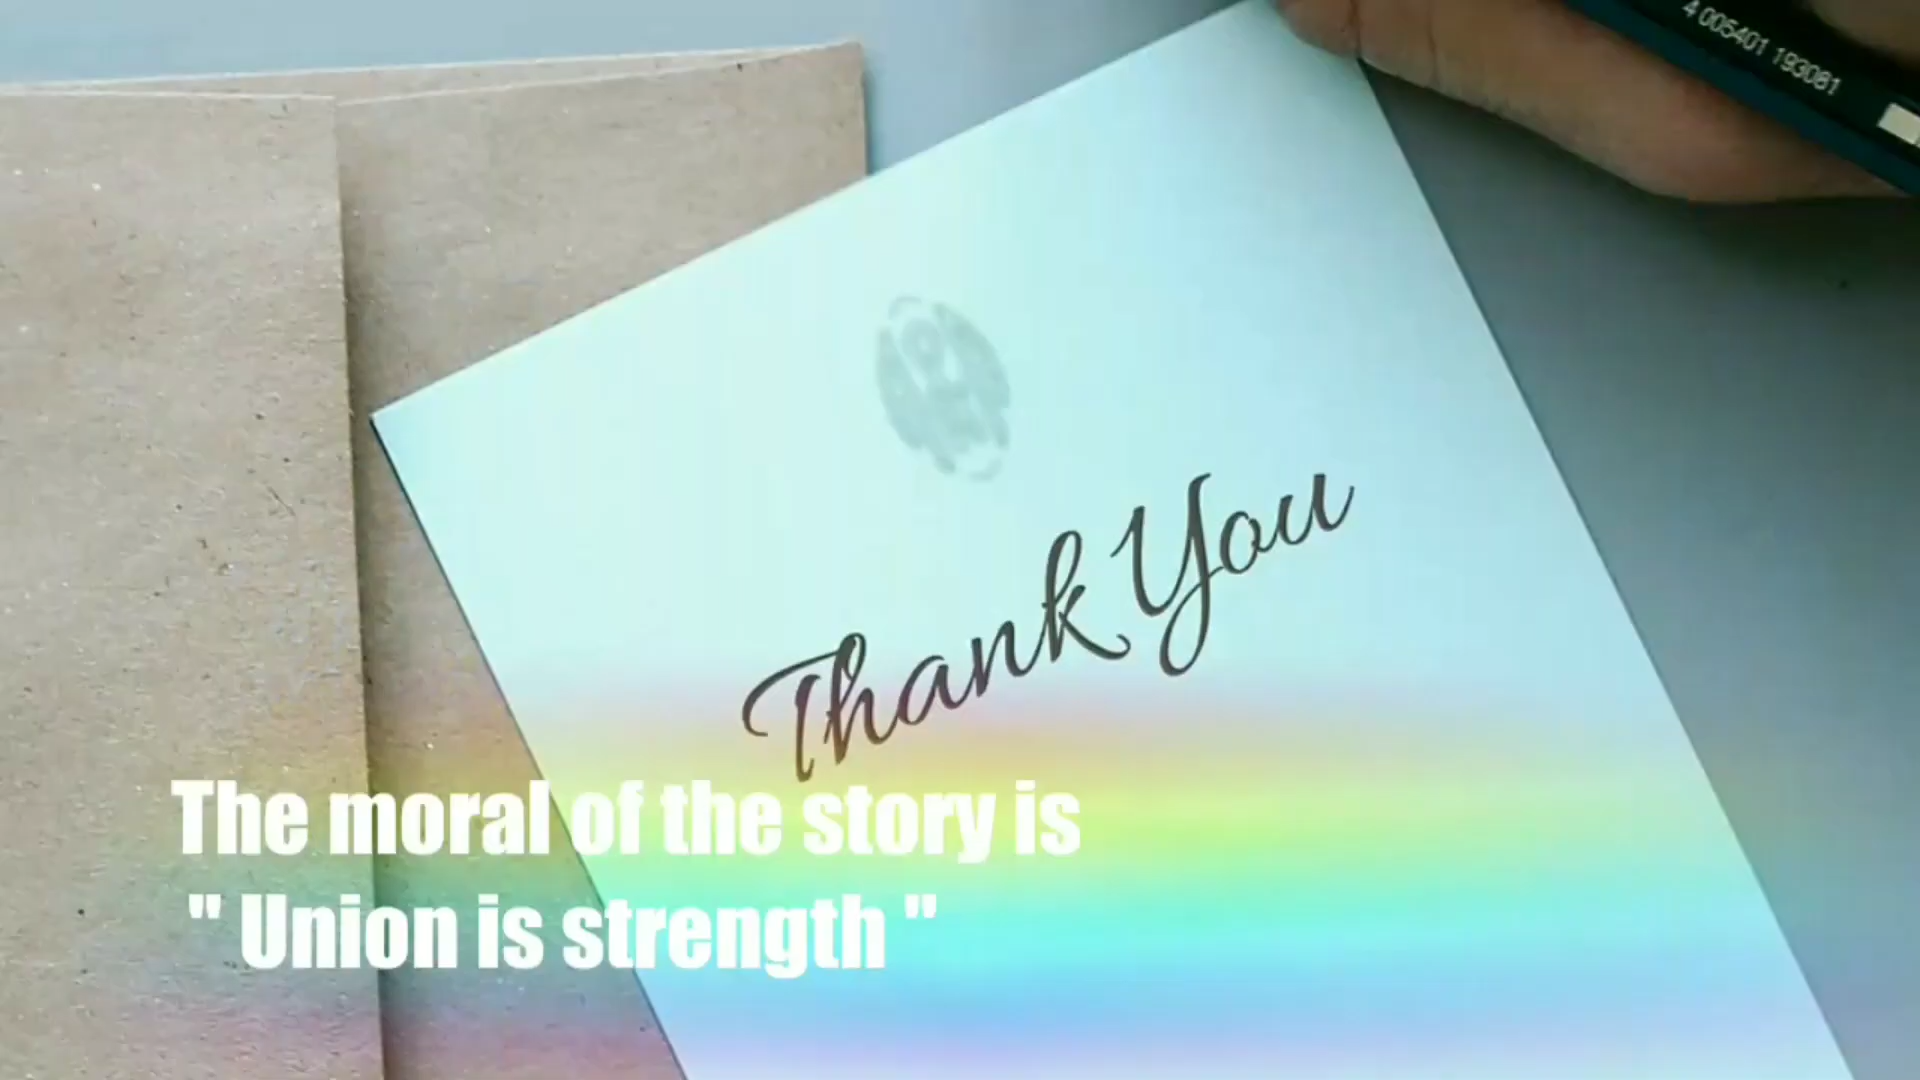 4 005401 193081
Thank You
The moral of the story is
" Union is strength "